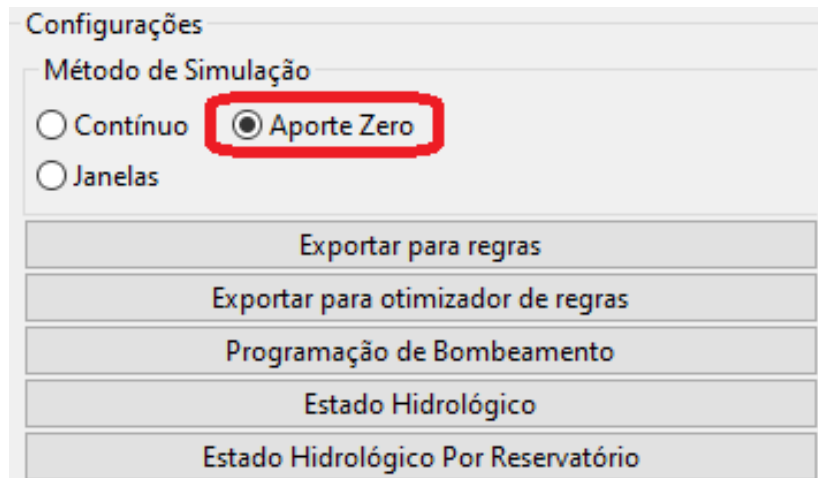 Configurações
Método de Simulação
Contínuo Aporte Zero
Janelas
Exportar para regras
Exportar para otimizador de regras
Programação de Bombeamento
Estado Hidrológico
Estado Hidrológico Por Reservatório